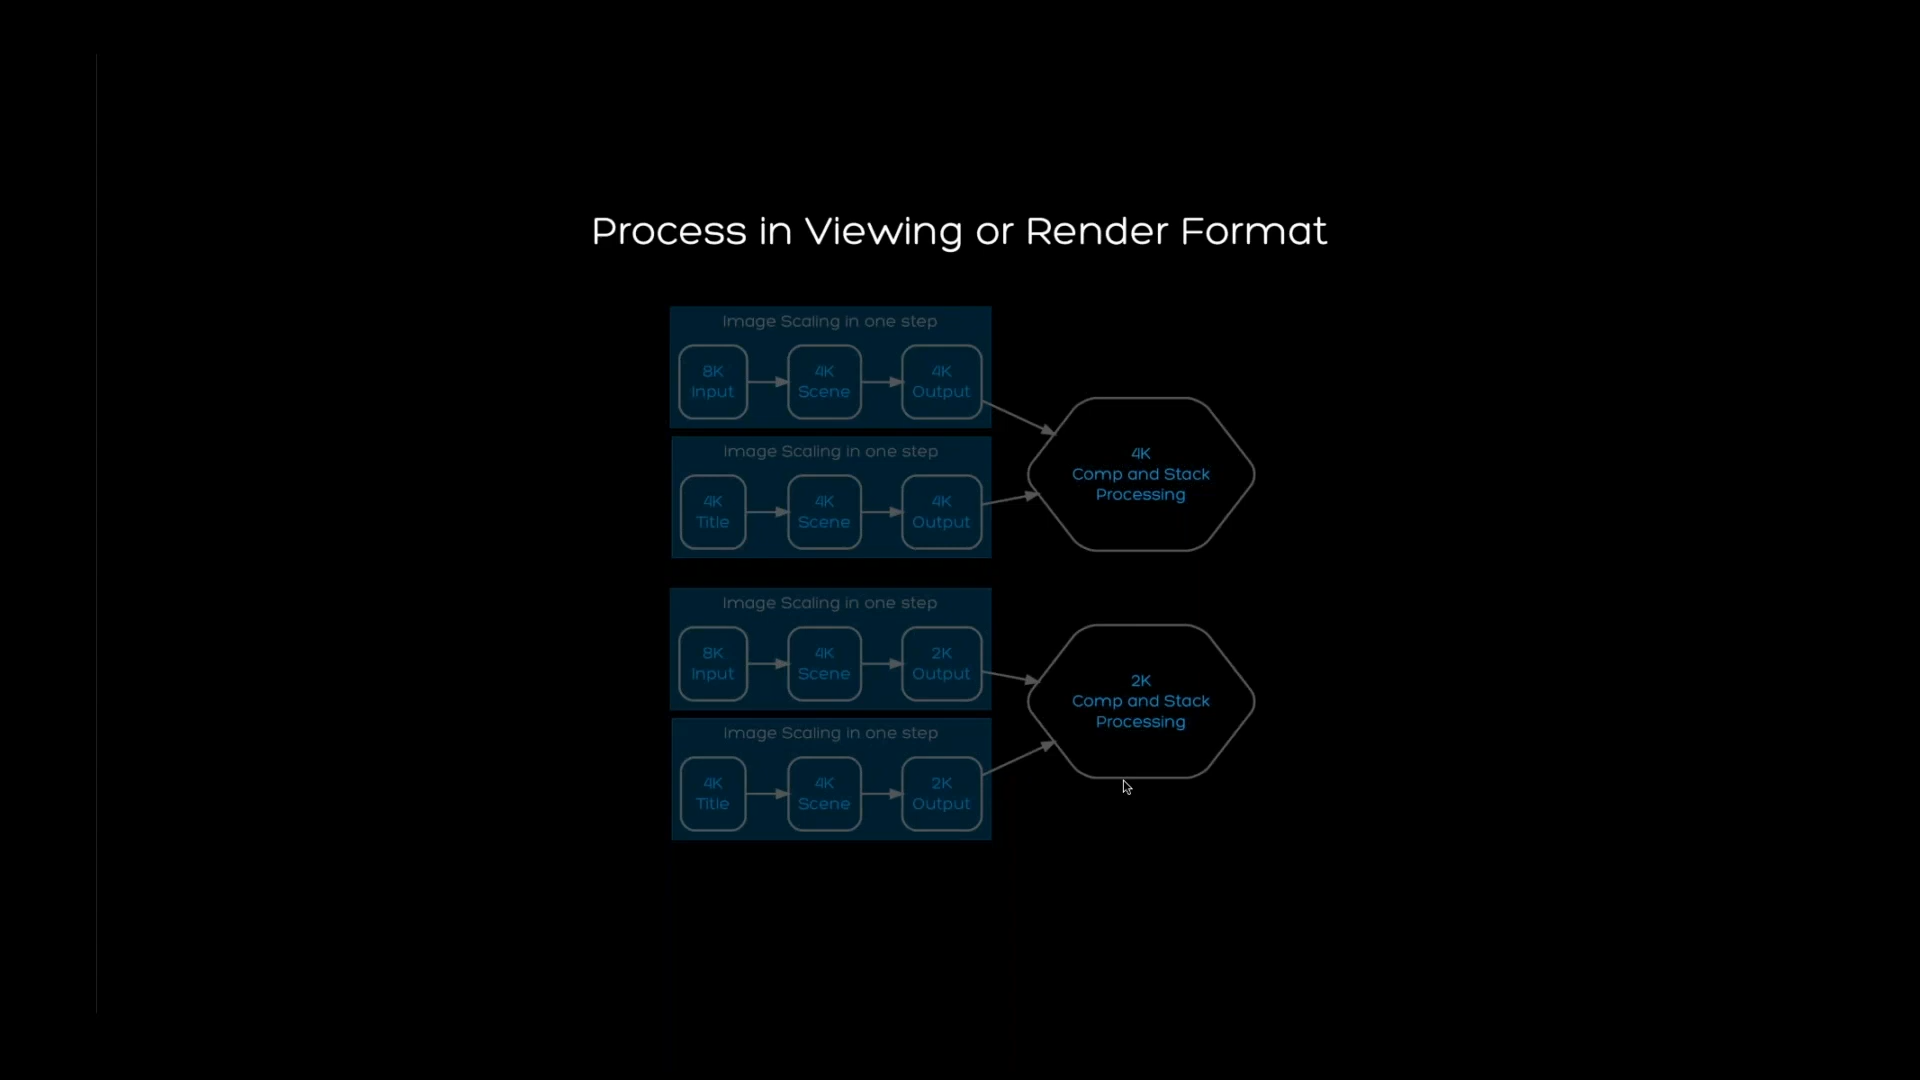 Process in Viewing or Render Format
Image Scaling in one step
8K
Input
4K
Scene
4K
Output
Image Scaling in one step
4K
Title
4K
Scene
4K
Output
4K
Comp and Stack
Processing
Image Scaling in one step
8K
Input
4K
Scene
2K
Output
Image Scaling in one step
4K
Title
4K
Scene
2K
Output
2K
Comp and Stack
Processing